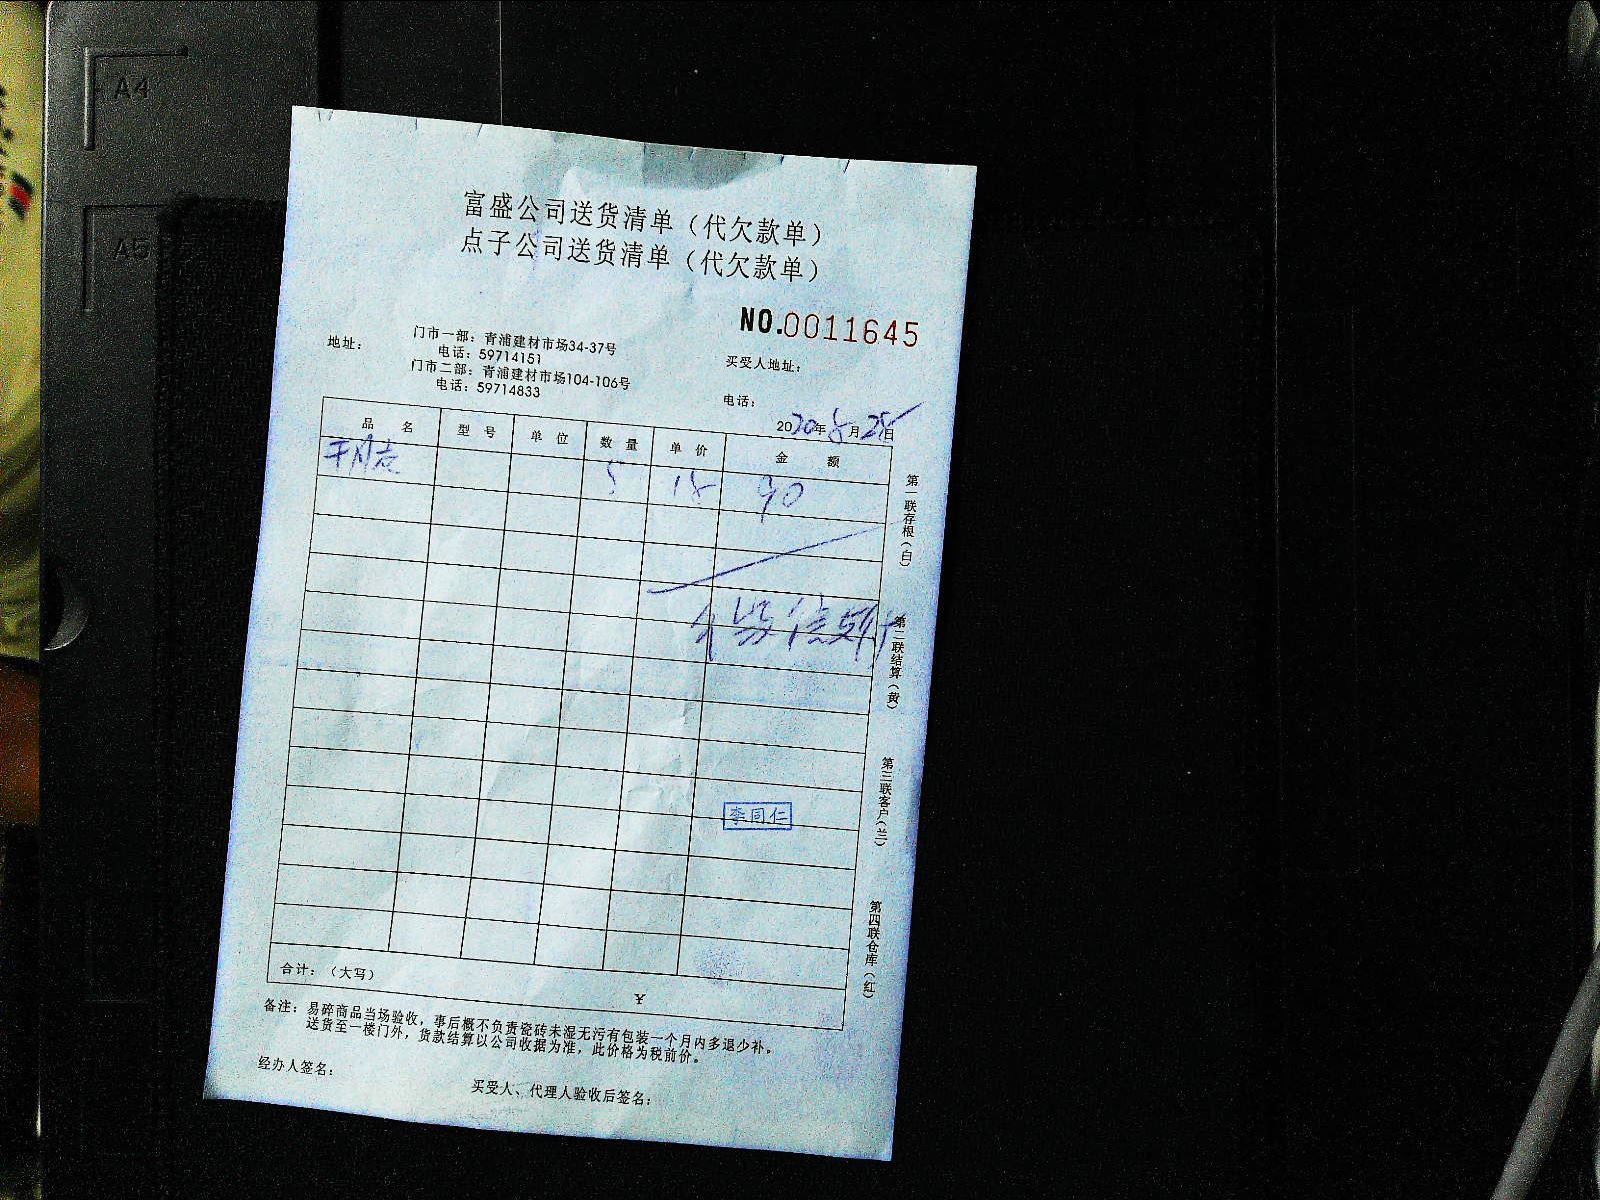 A4
A5
富盛公司送货清单（代欠款单）
点子公司送货清单（代欠款单）
NO.0011645
地址：
门市一部：青浦建材市场34-37号
电话：59714151
门市二部：青浦建材市场104-106号
电话：59714833
买受人地址：
电话：
2020年8月28日
品 名 型 号 单 位 数 量 单 价 金 额
5 18 90
李同仁
合计：（大写） ¥
备注：易碎商品当场验收，事后概不负责瓷砖未湿无污有包装一个月内多退少补。
送货至一楼门外，货款结算以公司收据为准，此价格为税前价。
经办人签名：
买受人、代理人验收后签名：
第一联存根（白）
第二联结算（黄）
第三联客户（兰）
第四联仓库（红）